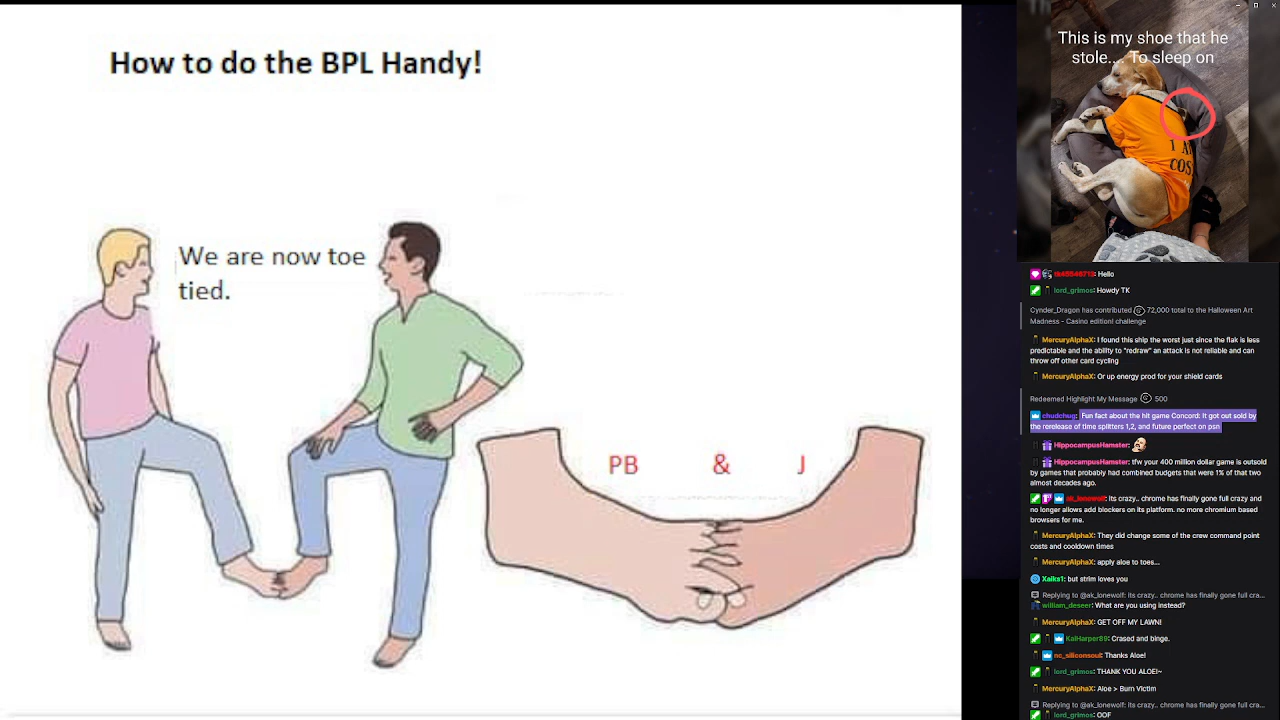 How to do the BPL Handy!
We are now toe
tied.
PB & J
This is my shoe that he
stole.... To sleep on
I A
COS
tk45546713: Hello
lord_grimos: Howdy TK
Cynder_Dragon has contributed 72,000 total to the Halloween Art
Madness - Casino edition! challenge
MercuryAlphaX: I found this ship the worst just since the flak is less
predictable and the ability to "redraw" an attack is not reliable and can
throw off other card cycling
MercuryAlphaX: Or up energy prod for your shield cards
Redeemed Highlight My Message 500
chudchug: Fun fact about the hit game Concord: It got out sold by
the rerelease of time splitters 1,2, and future perfect on psn
HippocampusHamster:
HippocampusHamster: tfw your 400 million dollar game is outsold
by games that probably had combined budgets that were 1% of that two
almost decades ago.
ak_lonewolf: its crazy.. chrome has finally gone full crazy and
no longer allows add blockers on its platform. no more chromium based
browsers for me.
MercuryAlphaX: They did change some of the crew command point
costs and cooldown times
MercuryAlphaX: apply aloe to toes...
Xaiks1: but strim loves you
Replying to @ak_lonewolf: its crazy.. chrome has finally gone full cra...
william_deseer: What are you using instead?
MercuryAlphaX: GET OFF MY LAWN!
KaiHarper89: Crased and binge.
nc_siliconsoul: Thanks Aloe!
lord_grimos: THANK YOU ALOE!~
MercuryAlphaX: Aloe > Burn Victim
Replying to @ak_lonewolf: its crazy.. chrome has finally gone full cra...
lord_grimos: OOF